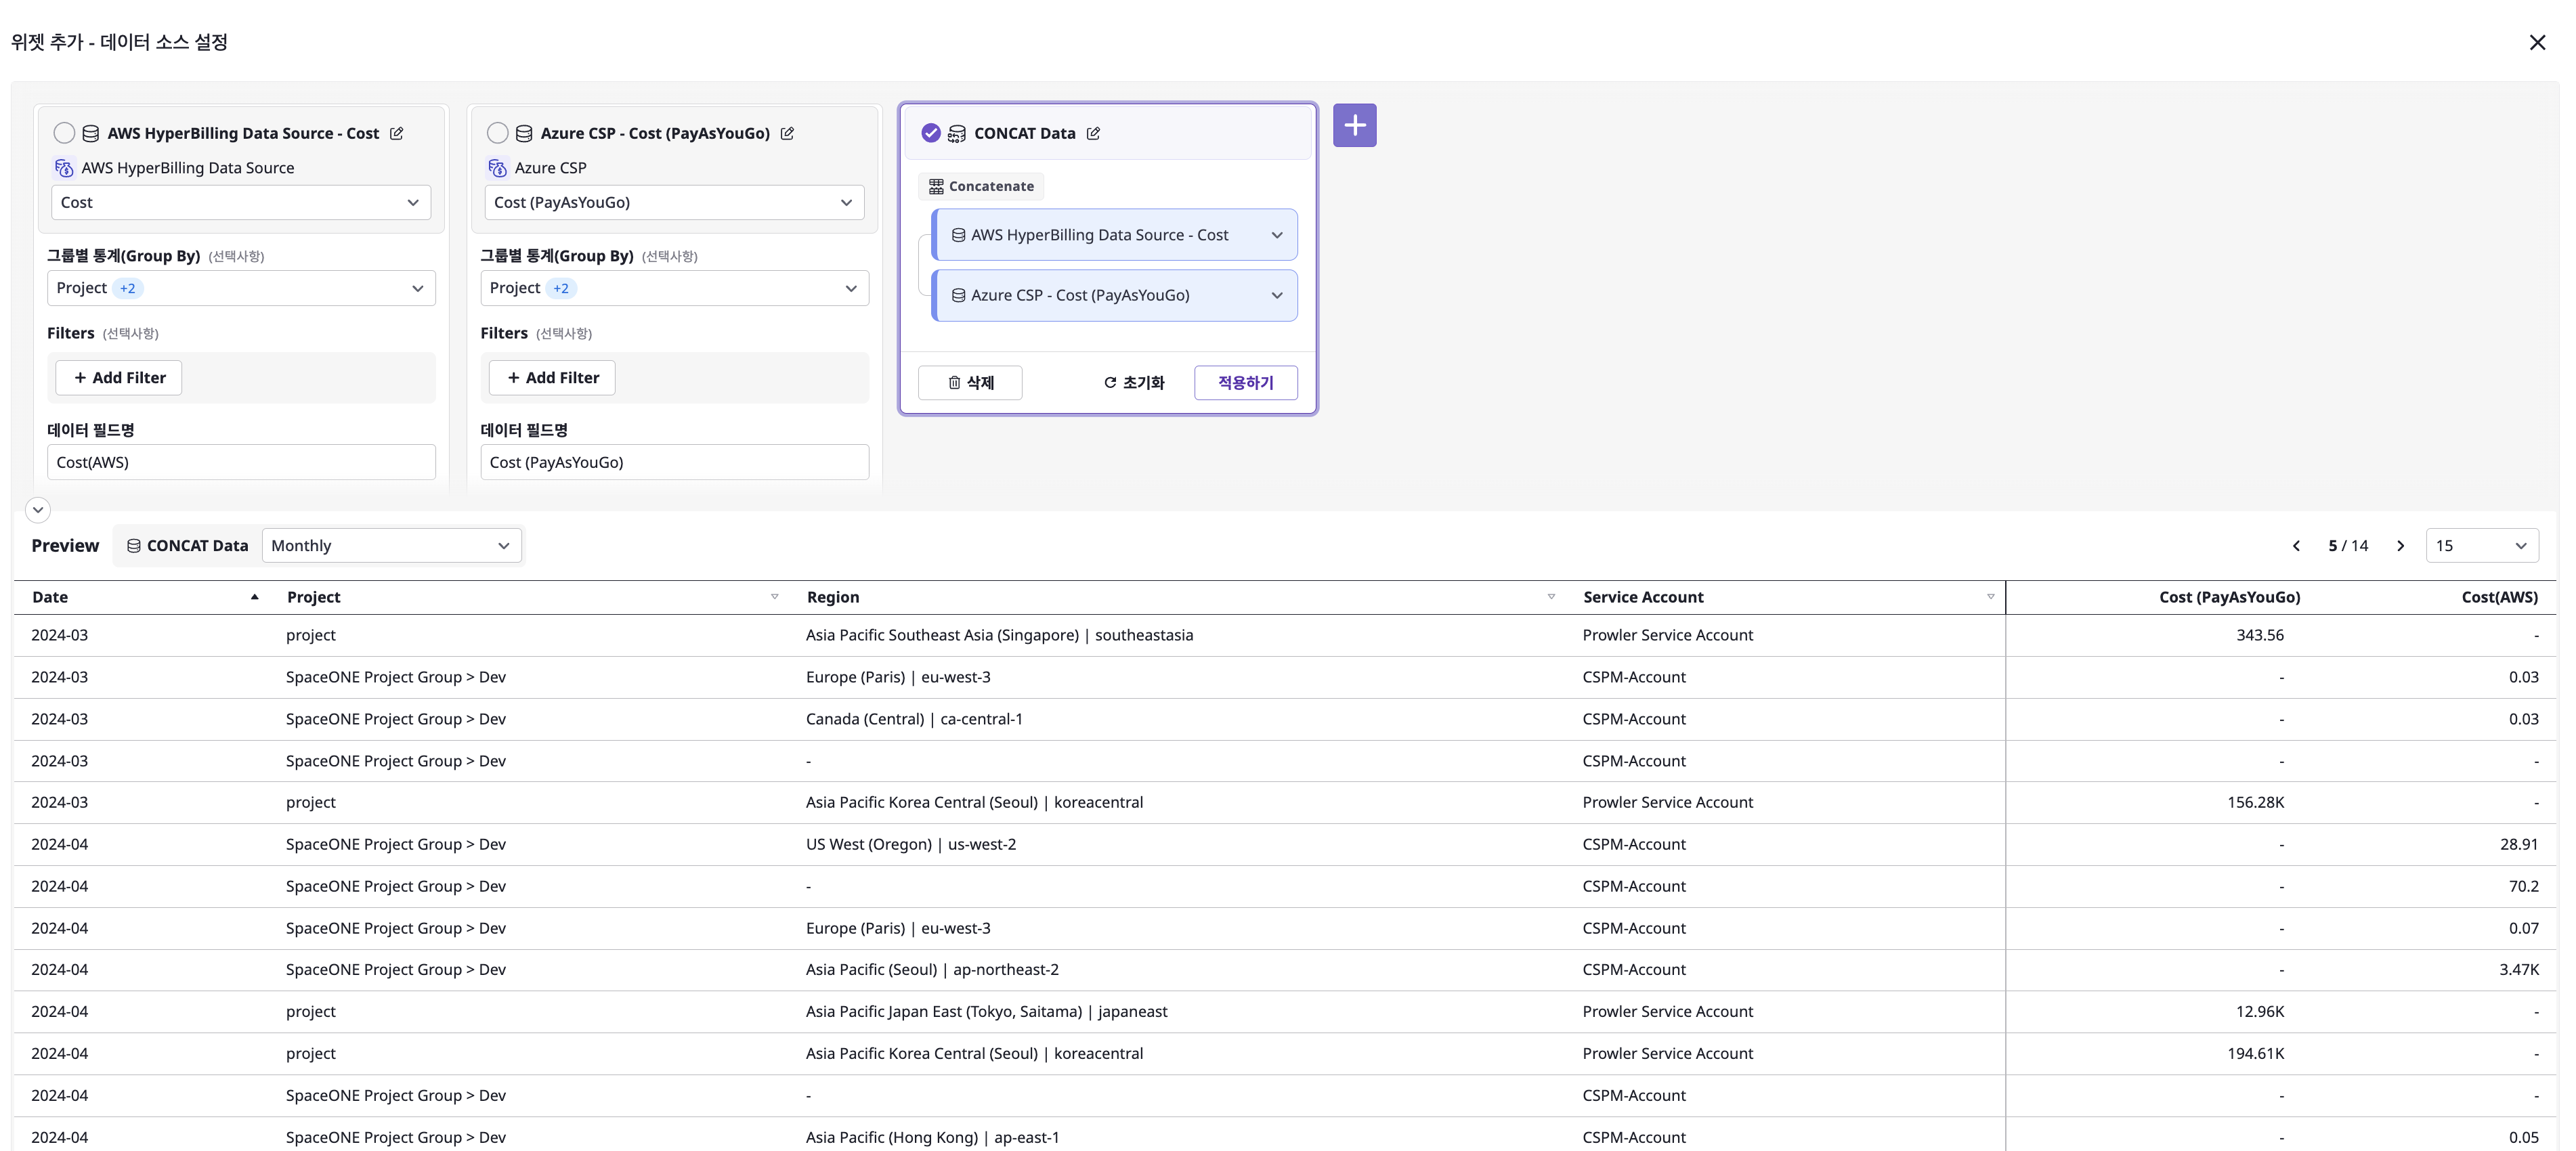 위젯 추가 - 데이터 소스 설정
AWS HyperBilling Data Source - Cost
AWS HyperBilling Data Source
Cost
그룹별 통계(Group By) (선택사항)
Project +2
Filters (선택사항)
+ Add Filter
데이터 필드명
Cost(AWS)
Azure CSP - Cost (PayAsYouGo)
Azure CSP
Cost (PayAsYouGo)
그룹별 통계(Group By) (선택사항)
Project +2
Filters (선택사항)
+ Add Filter
데이터 필드명
Cost (PayAsYouGo)
CONCAT Data
Concatenate
AWS HyperBilling Data Source - Cost
Azure CSP - Cost (PayAsYouGo)
삭제 초기화 적용하기
Preview CONCAT Data Monthly 5 / 14 15
Date Project Region Service Account Cost (PayAsYouGo) Cost(AWS)
2024-03 project Asia Pacific Southeast Asia (Singapore) | southeastasia Prowler Service Account 343.56 -
2024-03 SpaceONE Project Group > Dev Europe (Paris) | eu-west-3 CSPM-Account - 0.03
2024-03 SpaceONE Project Group > Dev Canada (Central) | ca-central-1 CSPM-Account - 0.03
2024-03 SpaceONE Project Group > Dev - CSPM-Account - -
2024-03 project Asia Pacific Korea Central (Seoul) | koreacentral Prowler Service Account 156.28K -
2024-04 SpaceONE Project Group > Dev US West (Oregon) | us-west-2 CSPM-Account - 28.91
2024-04 SpaceONE Project Group > Dev - CSPM-Account - 70.2
2024-04 SpaceONE Project Group > Dev Europe (Paris) | eu-west-3 CSPM-Account - 0.07
2024-04 SpaceONE Project Group > Dev Asia Pacific (Seoul) | ap-northeast-2 CSPM-Account - 3.47K
2024-04 project Asia Pacific Japan East (Tokyo, Saitama) | japaneast Prowler Service Account 12.96K -
2024-04 project Asia Pacific Korea Central (Seoul) | koreacentral Prowler Service Account 194.61K -
2024-04 SpaceONE Project Group > Dev - CSPM-Account - -
2024-04 SpaceONE Project Group > Dev Asia Pacific (Hong Kong) | ap-east-1 CSPM-Account - 0.05